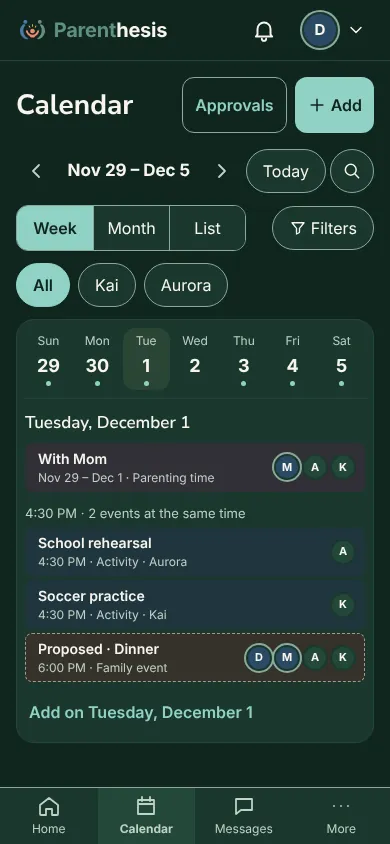 Parenthesis
D
Calendar
Approvals
+ Add
Nov 29 – Dec 5
Today
Week
Month
List
Filters
All
Kai
Aurora
Sun Mon Tue Wed Thu Fri Sat
29 30 1 2 3 4 5
Tuesday, December 1
With Mom
Nov 29 – Dec 1 · Parenting time
M A K
4:30 PM · 2 events at the same time
School rehearsal
4:30 PM · Activity · Aurora
A
Soccer practice
4:30 PM · Activity · Kai
K
Proposed · Dinner
6:00 PM · Family event
D M A K
Add on Tuesday, December 1
Home
Calendar
Messages
More